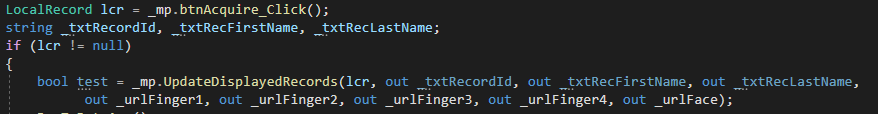 LocalRecord lcr = _mp.btnAcquire_Click();
string _txtRecordId, _txtRecFirstName, _txtRecLastName;
if (lcr != null)
{
bool test = _mp.UpdateDisplayedRecords(lcr, out _txtRecordId, out _txtRecFirstName, out _txtRecLastName,
out _urlFinger1, out _urlFinger2, out _urlFinger3, out _urlFinger4, out _urlFace);